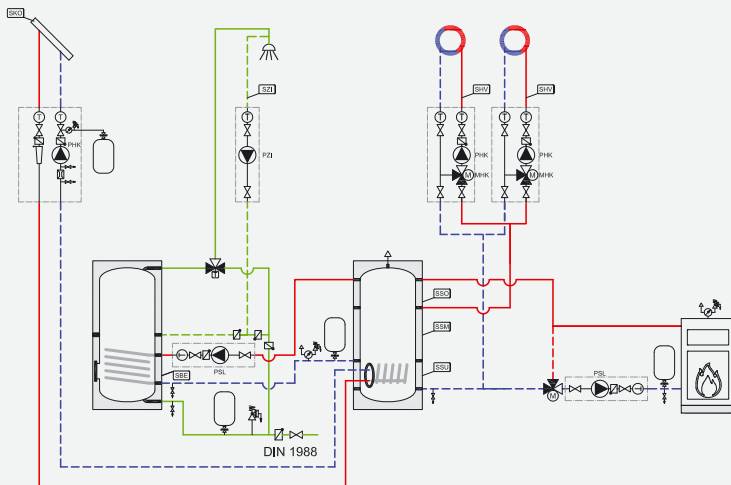 SKO
T
T
PHK
SZI
T
PZI
SHV
SHV
T
T
T
T
PHK
PHK
M
MHK
M
MHK
T
SSO
SSM
SSU
SBE
PSL
PSL
M
DIN 1988